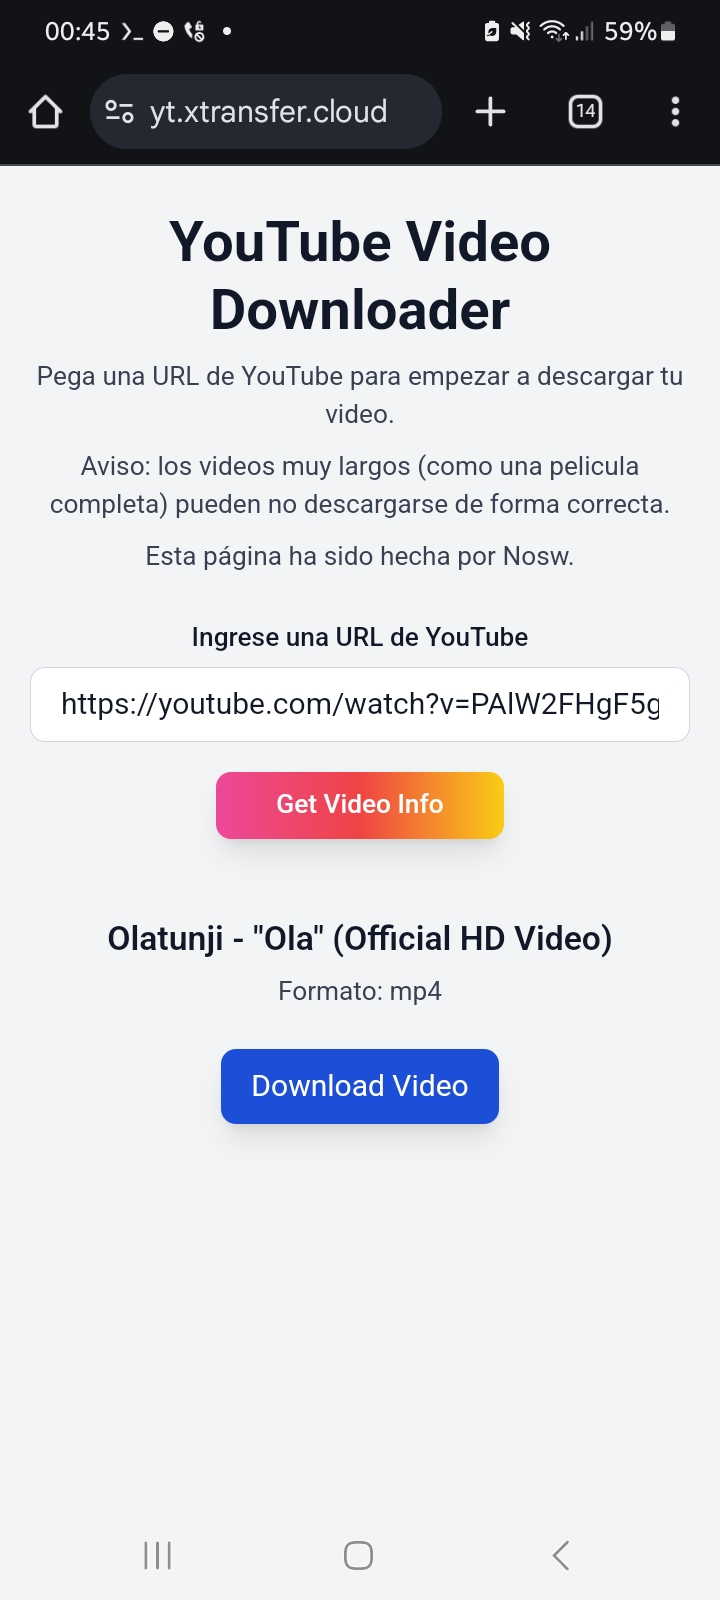 00:45
59%
yt.xtransfer.cloud
14
YouTube Video
Downloader
Pega una URL de YouTube para empezar a descargar tu
video.
Aviso: los videos muy largos (como una pelicula
completa) pueden no descargarse de forma correcta.
Esta página ha sido hecha por Nosw.
Ingrese una URL de YouTube
https://youtube.com/watch?v=PAlW2FHgF5g
Get Video Info
Olatunji - "Ola" (Official HD Video)
Formato: mp4
Download Video